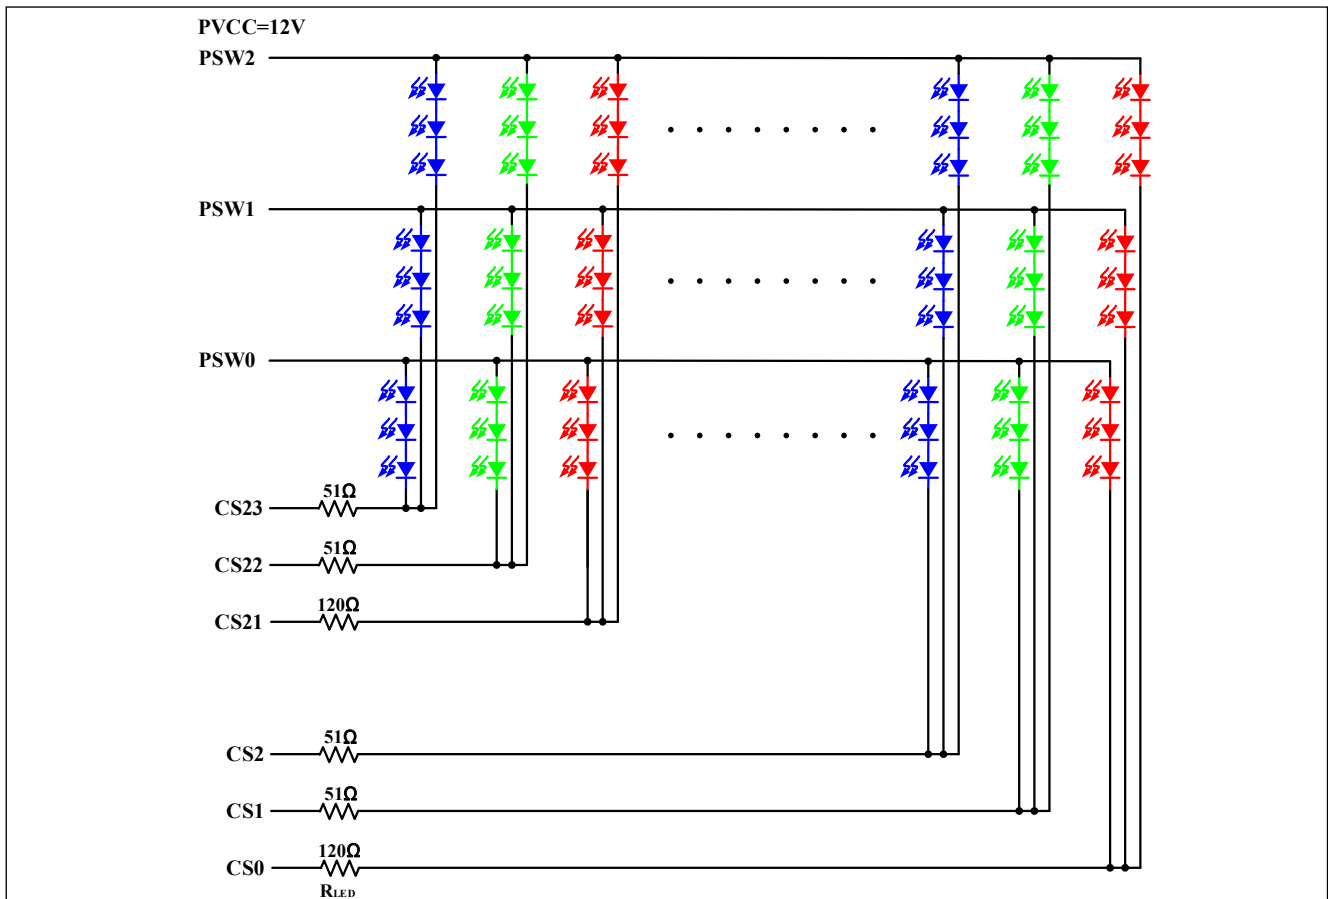 PVCC=12V
PSW2
PSW1
PSW0
51Ω
CS23
51Ω
CS22
120Ω
CS21
51Ω
CS2
51Ω
CS1
120Ω
CS0
RLED